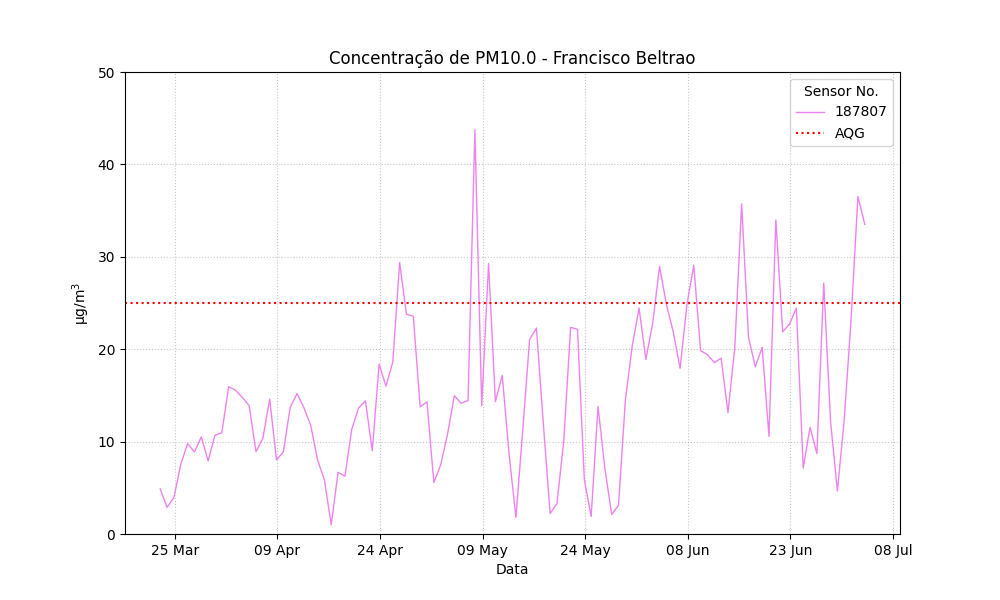 Concentração de PM10.0 - Francisco Beltrao
50
40
30
20
10
0
µg/m³
Sensor No.
187807
AQG
25 Mar
09 Apr
24 Apr
09 May
24 May
08 Jun
23 Jun
08 Jul
Data